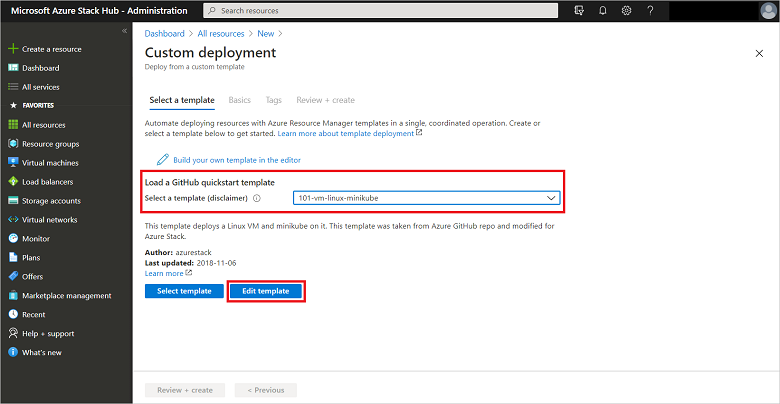 Microsoft Azure Stack Hub - Administration
Search resources
«
Create a resource
Dashboard
All services
FAVORITES
All resources
Resource groups
Virtual machines
Load balancers
Storage accounts
Virtual networks
Monitor
Plans
Offers
Marketplace management
Recent
Help + support
What's new
Dashboard > All resources > New >
Custom deployment
Deploy from a custom template
Select a template Basics Tags Review + create
Automate deploying resources with Azure Resource Manager templates in a single, coordinated operation. Create or
select a template below to get started. Learn more about template deployment
Build your own template in the editor
Load a GitHub quickstart template
Select a template (disclaimer) 101-vm-linux-minikube
This template deploys a Linux VM and minikube on it. This template was taken from Azure GitHub repo and modified for
Azure Stack.
Author: azurestack
Last updated: 2018-11-06
Learn more
Select template Edit template
Review + create < Previous